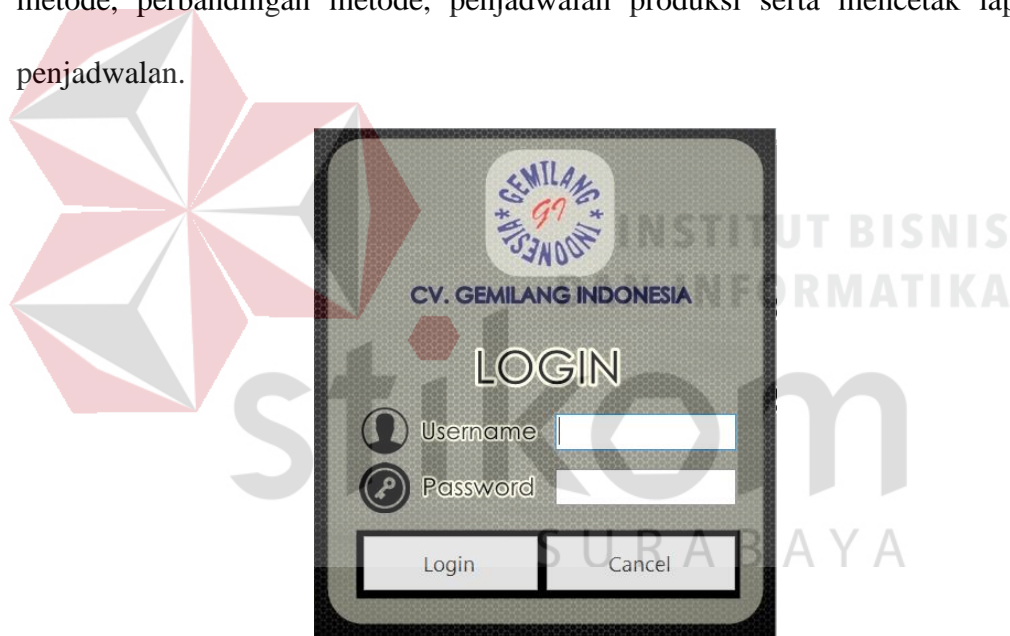 metode, perbandingan metode, penjadwalan produksi serta mencetak lap
penjadwalan.
GEMILANG
GI
* INDONESIA *
CV. GEMILANG INDONESIA
INSTITUT BISNIS
INFORMATIKA
LOGIN
stikom
Username
Password
SURABAYA
Login
Cancel